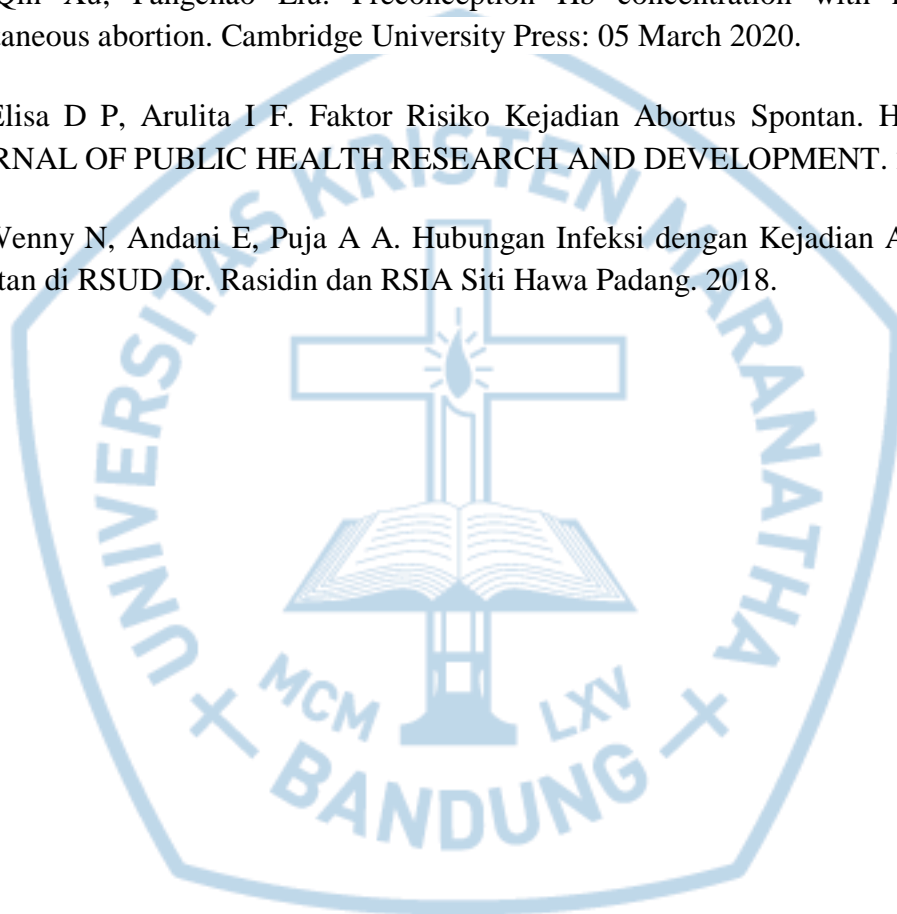 Xu, Fangchao Liu. Preconception Hb concentration with
taneous abortion. Cambridge University Press: 05 March 2020.
Elisa D P, Arulita I F. Faktor Risiko Kejadian Abortus Spontan. H
RNAL OF PUBLIC HEALTH RESEARCH AND DEVELOPMENT.
Wenny N, Andani E, Puja A A. Hubungan Infeksi dengan Kejadian A
tan di RSUD Dr. Rasidin dan RSIA Siti Hawa Padang. 2018.
UNIVERSITAS KRISTEN MARANATHA
MCM LXV
BANDUNG